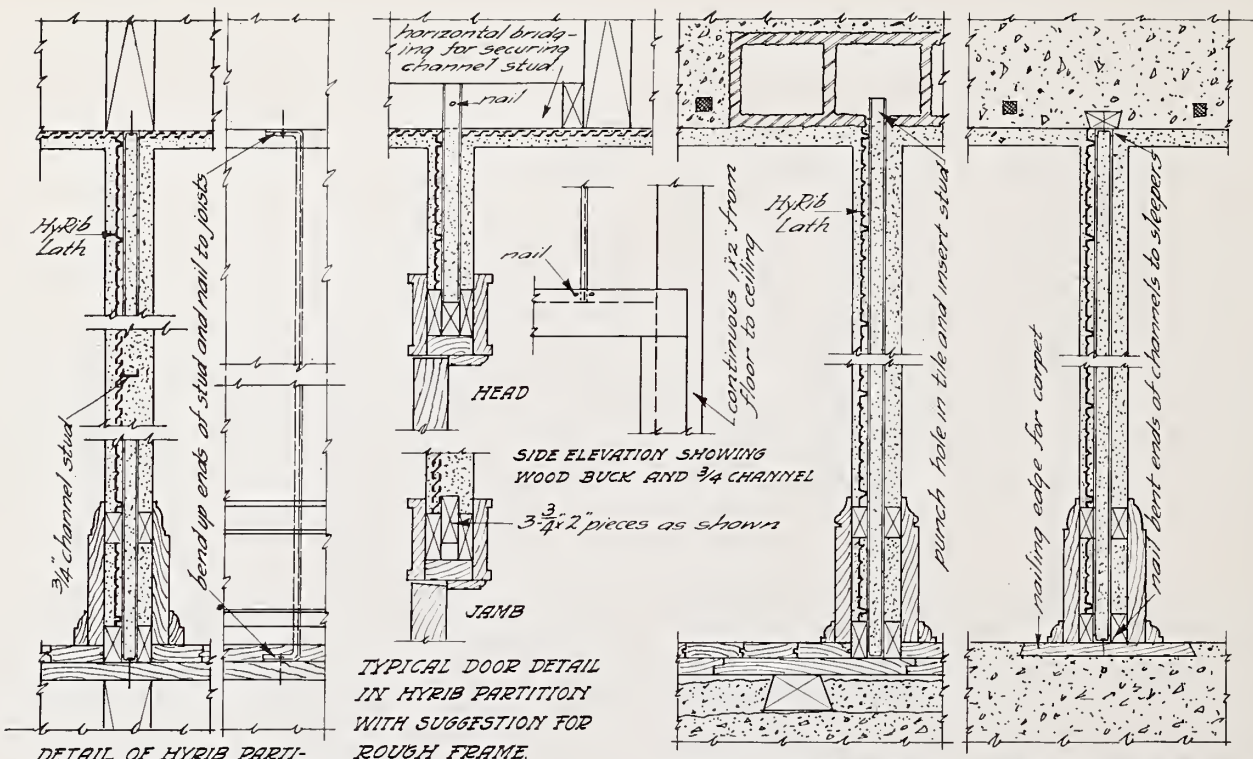 HyRib
Lath
3/4" channel stud
bend up ends of stud and nail to joists
DETAIL OF HYRIB PARTI-
horizontal bridg-
ing for securing
channel stud
nail
HEAD
JAMB
TYPICAL DOOR DETAIL
IN HYRIB PARTITION
WITH SUGGESTION FOR
ROUGH FRAME.
nail
continuous 1"x2" from
floor to ceiling
SIDE ELEVATION SHOWING
WOOD BUCK AND 3/4 CHANNEL
3-3/4"x2" pieces as shown
HyRib
Lath
punch hole in tile and insert stud
nailing edge for carpet
nail bent ends of channels to sleepers